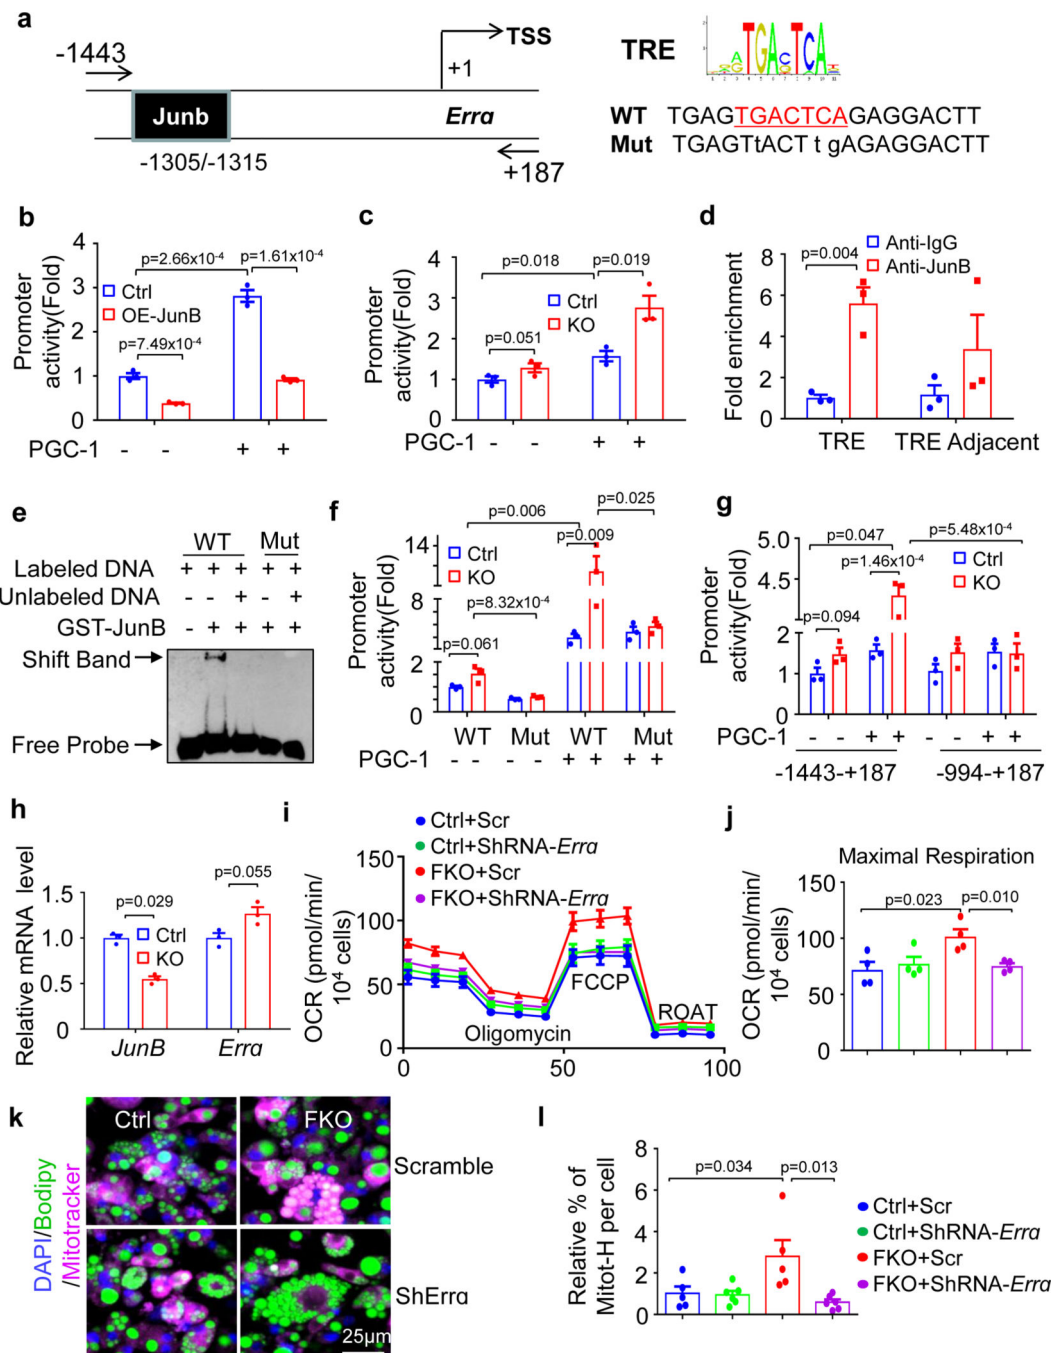 a
-1443
TSS
+1
Junb
Erra
-1305/-1315
+187
TRE
WT TGAGTGACTCAGAGGACTT
Mut TGAGTtACT t gAGAGGACTT
b
Promoter activity(Fold)
4
3
2
1
0
p=2.66x10-4
p=1.61x10-4
Ctrl
OE-JunB
p=7.49x10-4
PGC-1 - - + +
c
Promoter activity(Fold)
4
3
2
1
0
p=0.018
p=0.019
Ctrl
KO
p=0.051
PGC-1 - - + +
d
Fold enrichment
8
6
4
2
0
p=0.004
Anti-IgG
Anti-JunB
TRE
TRE Adjacent
e
WT Mut
Labeled DNA + + + + +
Unlabeled DNA - - + - +
GST-JunB - + + + +
Shift Band
Free Probe
f
Promoter activity(Fold)
14
8
2
0
p=0.006
p=0.025
p=0.009
Ctrl
KO
p=8.32x10-4
p=0.061
WT Mut WT Mut
PGC-1 - - - - + + + +
g
Promoter activity(Fold)
5.0
4.5
2
1
0
p=0.047
p=5.48x10-4
p=1.46x10-4
Ctrl
KO
p=0.094
PGC-1 - - + + - - + +
-1443-+187
-994-+187
h
Relative mRNA level
1.5
1.0
0.5
0
p=0.055
p=0.029
Ctrl
KO
JunB
Erra
i
Ctrl+Scr
Ctrl+ShRNA-Erra
FKO+Scr
FKO+ShRNA-Erra
OCR (pmol/min/
10⁴ cells)
150
100
50
0
FCCP
Oligomycin
ROAT
0 50 100
j
Maximal Respiration
OCR (pmol/min/
10⁴ cells)
150
100
50
0
p=0.023
p=0.010
k
DAPI/Bodipy
/Mitotracker
Ctrl
FKO
Scramble
ShErrα
25μm
l
Relative % of
Mitot-H per cell
8
6
4
2
0
p=0.034
p=0.013
Ctrl+Scr
Ctrl+ShRNA-Erra
FKO+Scr
FKO+ShRNA-Erra